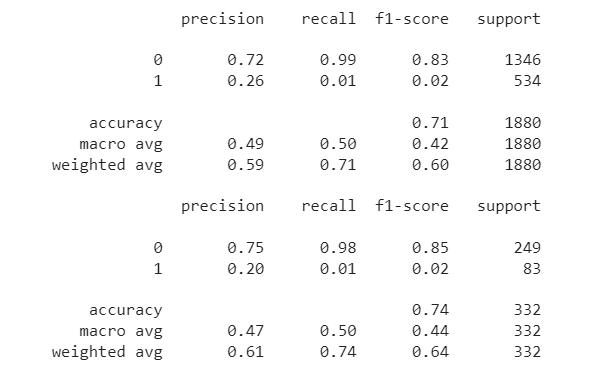 precision recall f1-score support
0 0.72 0.99 0.83 1346
1 0.26 0.01 0.02 534
accuracy 0.71 1880
macro avg 0.49 0.50 0.42 1880
weighted avg 0.59 0.71 0.60 1880
precision recall f1-score support
0 0.75 0.98 0.85 249
1 0.20 0.01 0.02 83
accuracy 0.74 332
macro avg 0.47 0.50 0.44 332
weighted avg 0.61 0.74 0.64 332